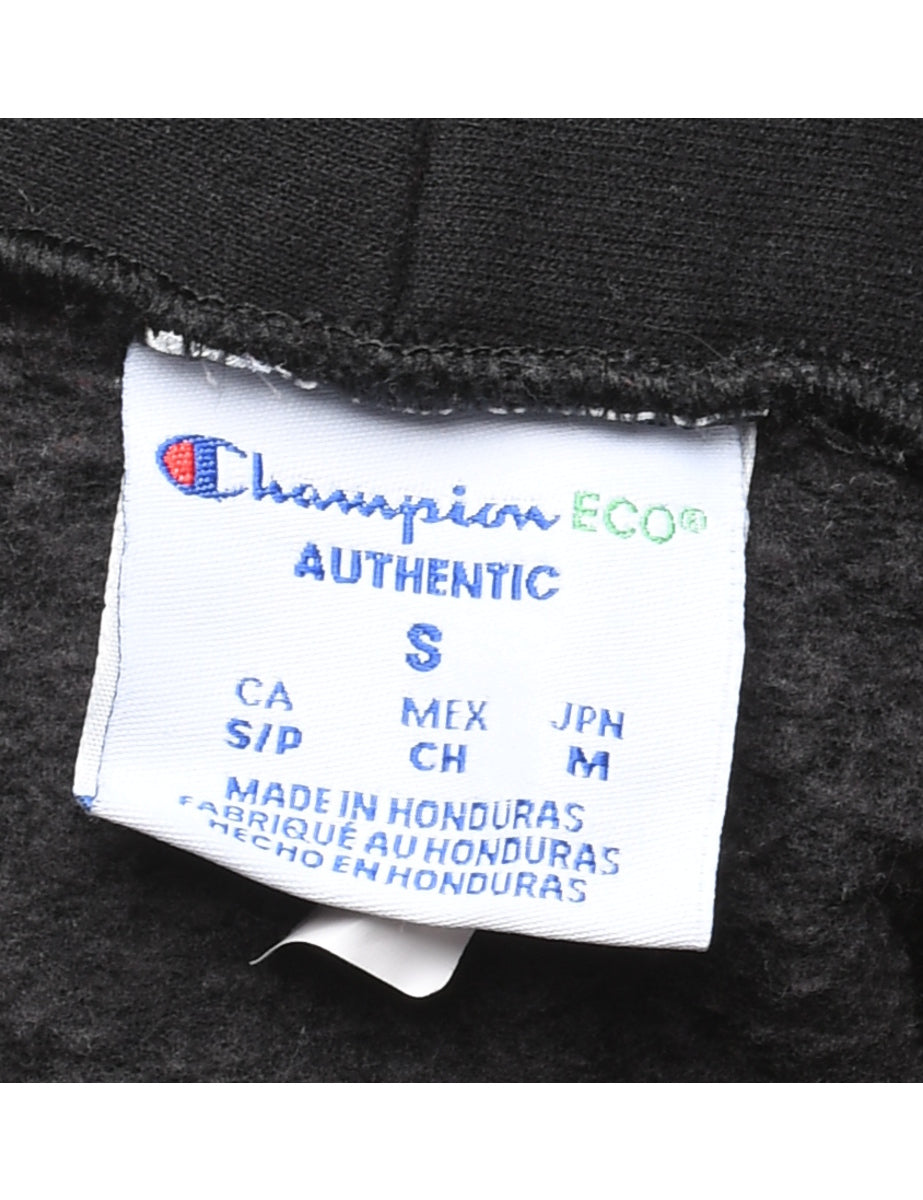 Champion ECO®
AUTHENTIC
S
CA MEX JPN
S/P CH M
MADE IN HONDURAS
FABRIQUÉ AU HONDURAS
HECHO EN HONDURAS